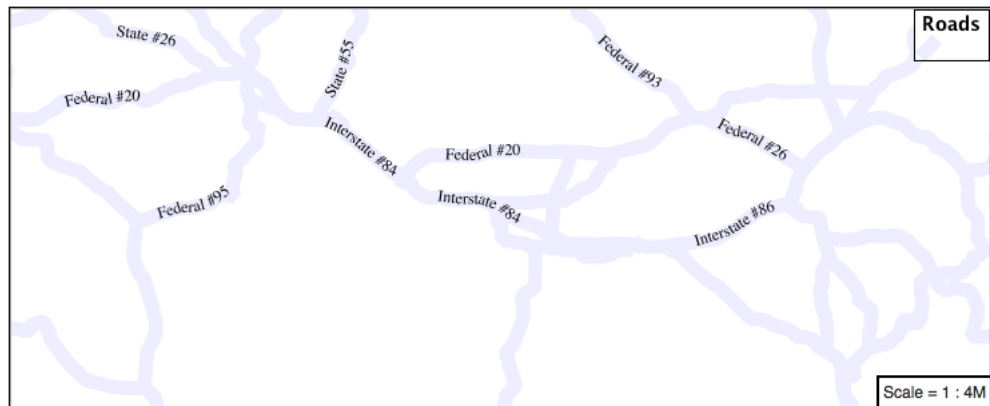 Roads
State #26
State #55
Federal #93
Federal #20
Interstate #84
Federal #20
Federal #26
Federal #95
Interstate #84
Interstate #86
Scale = 1 : 4M